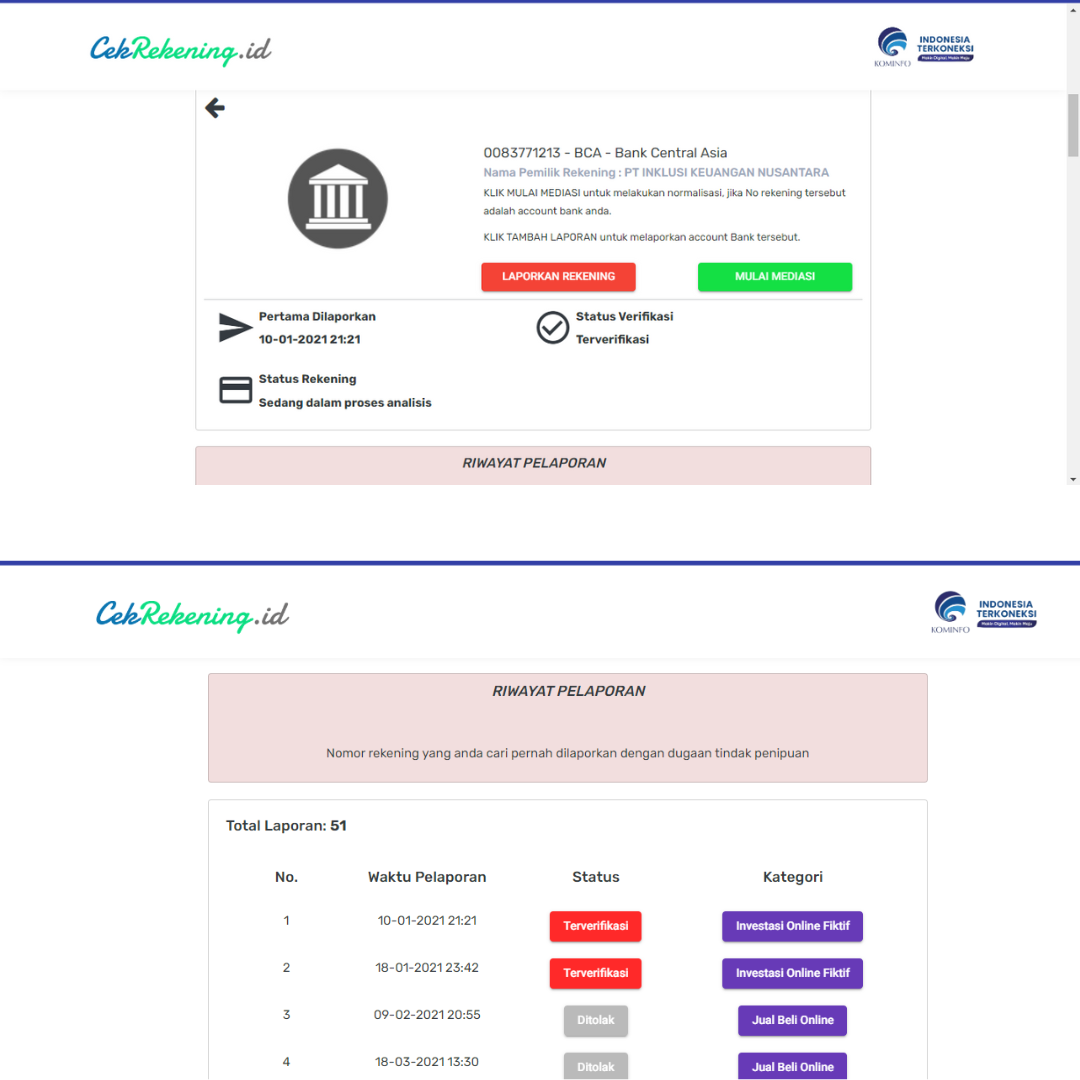 CekRekening.id
KOMINFO
INDONESIA
TERKONEKSI
Makin Digital, Makin Maju
0083771213 - BCA - Bank Central Asia
Nama Pemilik Rekening : PT INKLUSI KEUANGAN NUSANTARA
KLIK MULAI MEDIASI untuk melakukan normalisasi, jika No rekening tersebut
adalah account bank anda.
KLIK TAMBAH LAPORAN untuk melaporkan account Bank tersebut.
LAPORKAN REKENING MULAI MEDIASI
Pertama Dilaporkan
10-01-2021 21:21
Status Verifikasi
Terverifikasi
Status Rekening
Sedang dalam proses analisis
RIWAYAT PELAPORAN
CekRekening.id
KOMINFO
INDONESIA
TERKONEKSI
Makin Digital, Makin Maju
RIWAYAT PELAPORAN
Nomor rekening yang anda cari pernah dilaporkan dengan dugaan tindak penipuan
Total Laporan: 51
No. Waktu Pelaporan Status Kategori
1 10-01-2021 21:21 Terverifikasi Investasi Online Fiktif
2 18-01-2021 23:42 Terverifikasi Investasi Online Fiktif
3 09-02-2021 20:55 Ditolak Jual Beli Online
4 18-03-2021 13:30 Ditolak Jual Beli Online